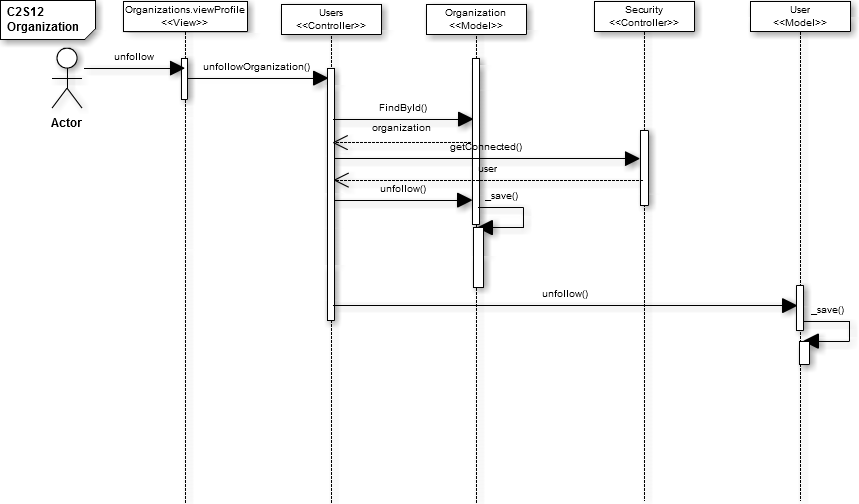 C2S12
Organization
Organizations.viewProfile
<<View>>
Users
<<Controller>>
Organization
<<Model>>
Security
<<Controller>>
User
<<Model>>
Actor
unfollow
unfollowOrganization()
FindById()
organization
getConnected()
user
unfollow()
_save()
unfollow()
_save()